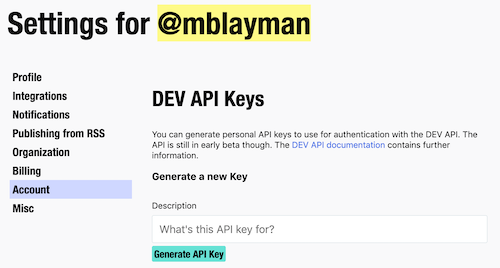 Settings for @mblayman
Profile
Integrations
Notifications
Publishing from RSS
Organization
Billing
Account
Misc
DEV API Keys
You can generate personal API keys to use for authentication with the DEV API. The
API is still in early beta though. The DEV API documentation contains further
information.
Generate a new Key
Description
What's this API key for?
Generate API Key